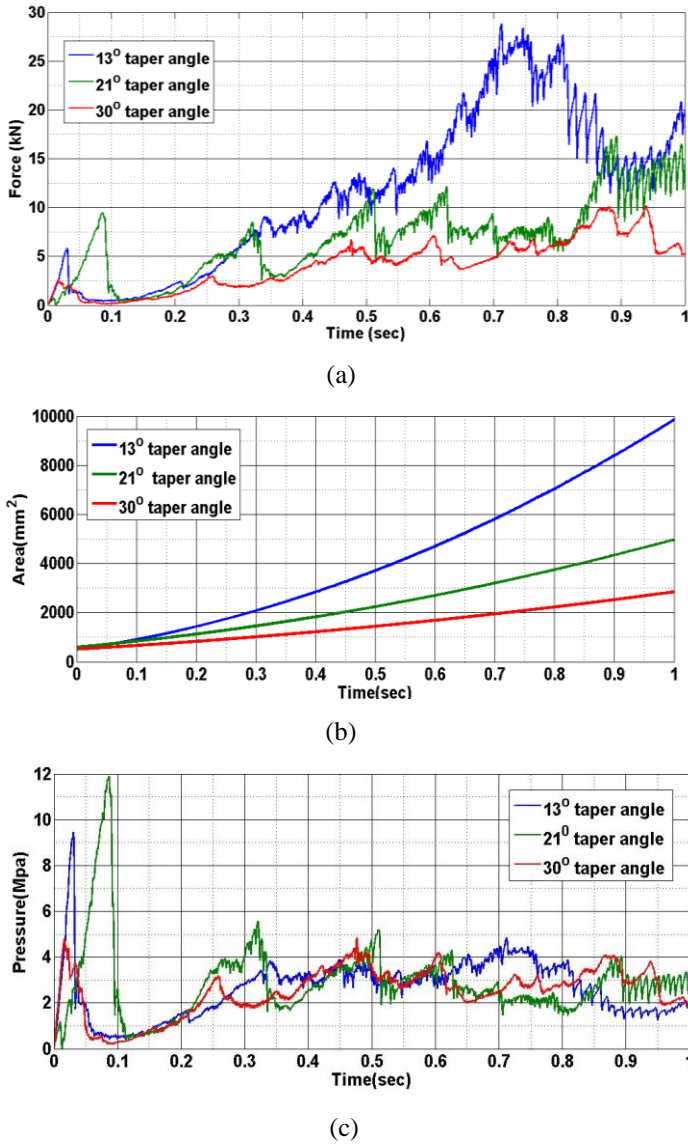 30
25
20
15
10
5
0
Force (kN)
13o taper angle
21o taper angle
30o taper angle
0 0.1 0.2 0.3 0.4 0.5 0.6 0.7 0.8 0.9 1
Time (sec)
(a)
10000
8000
6000
4000
2000
0
Area(mm2)
13o taper angle
21o taper angle
30o taper angle
0 0.1 0.2 0.3 0.4 0.5 0.6 0.7 0.8 0.9 1
Time(sec)
(b)
12
10
8
6
4
2
0
Pressure(Mpa)
13o taper angle
210 taper angle
30o taper angle
0 0.1 0.2 0.3 0.4 0.5 0.6 0.7 0.8 0.9 1
Time(sec)
(c)